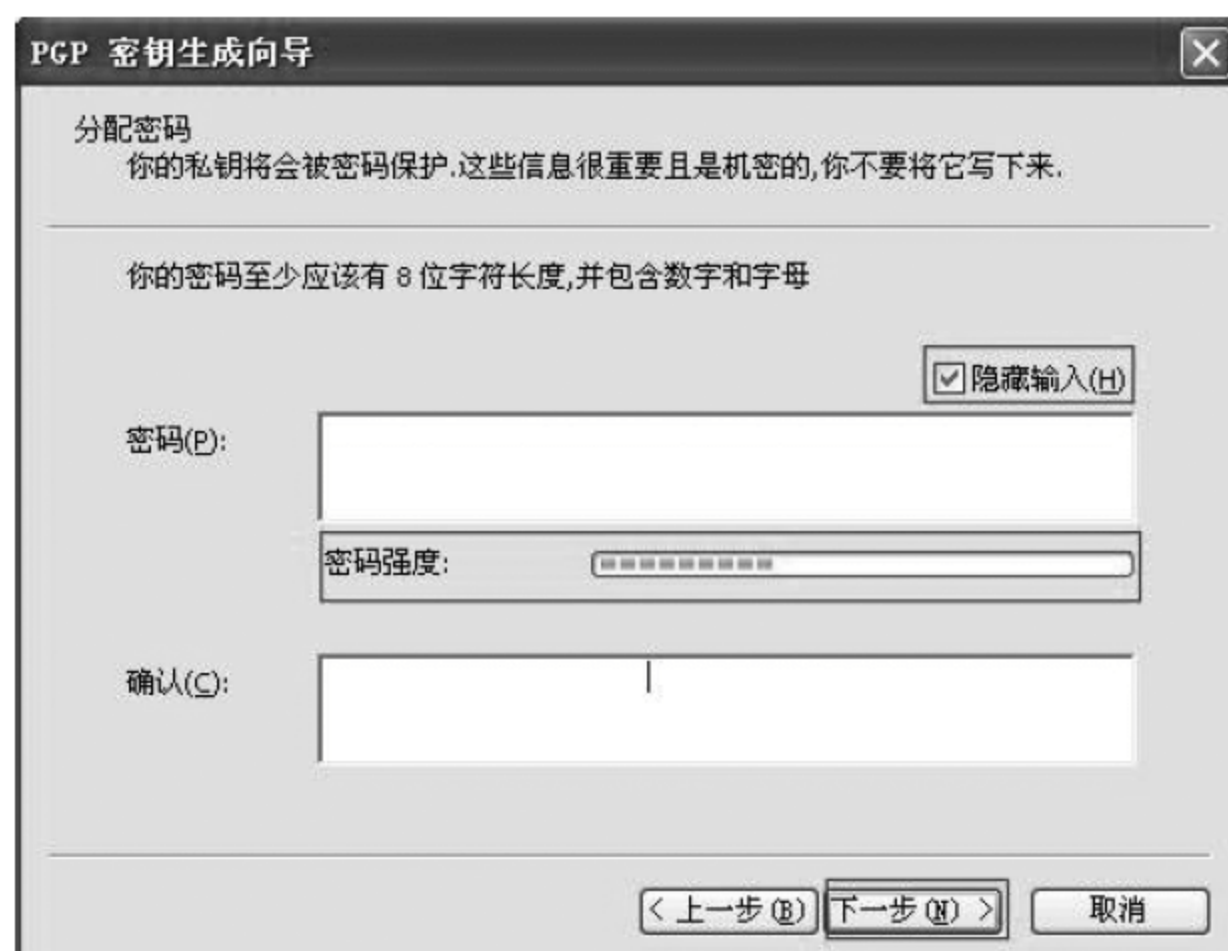 PGP 密钥生成向导
分配密码
你的私钥将会被密码保护.这些信息很重要且是机密的,你不要将它写下来.
你的密码至少应该有 8 位字符长度,并包含数字和字母
隐藏输入(H)
密码(P):
密码强度:
确认(C):
< 上一步(B) 下一步(N) > 取消